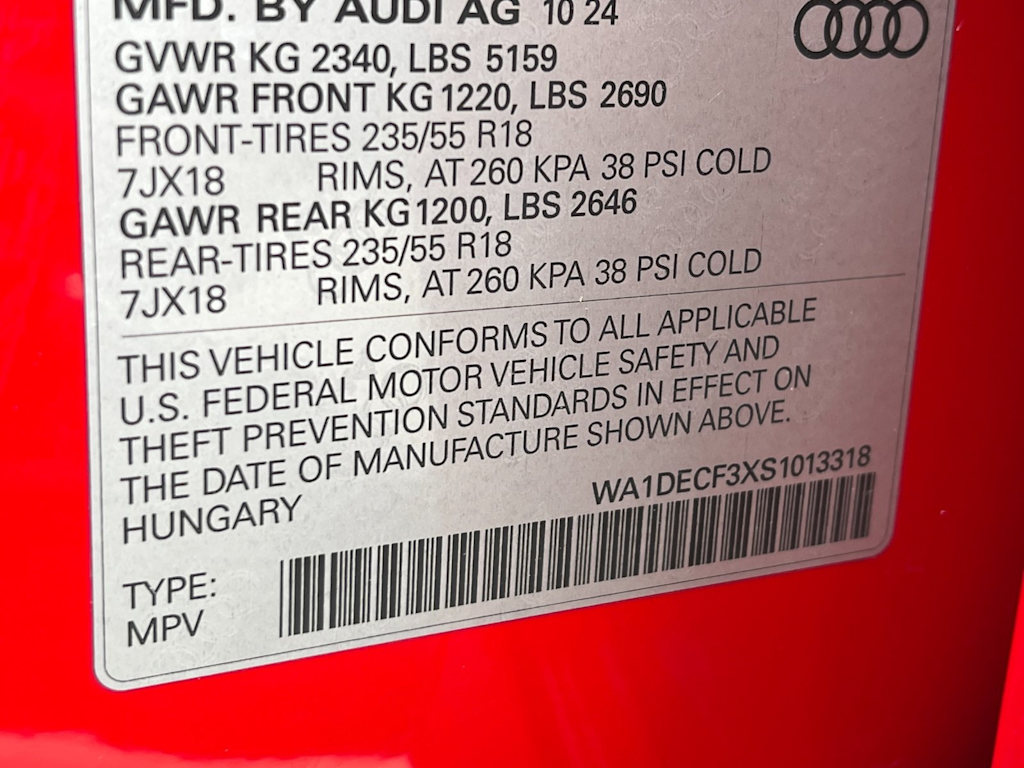 MFD. BY AUDI AG 10 24
GVWR KG 2340, LBS 5159
GAWR FRONT KG 1220, LBS 2690
FRONT-TIRES 235/55 R18
7JX18 RIMS, AT 260 KPA 38 PSI COLD
GAWR REAR KG 1200, LBS 2646
REAR-TIRES 235/55 R18
7JX18 RIMS, AT 260 KPA 38 PSI COLD
THIS VEHICLE CONFORMS TO ALL APPLICABLE
U.S. FEDERAL MOTOR VEHICLE SAFETY AND
THEFT PREVENTION STANDARDS IN EFFECT ON
THE DATE OF MANUFACTURE SHOWN ABOVE.
HUNGARY
WA1DECF3XS1013318
TYPE:
MPV